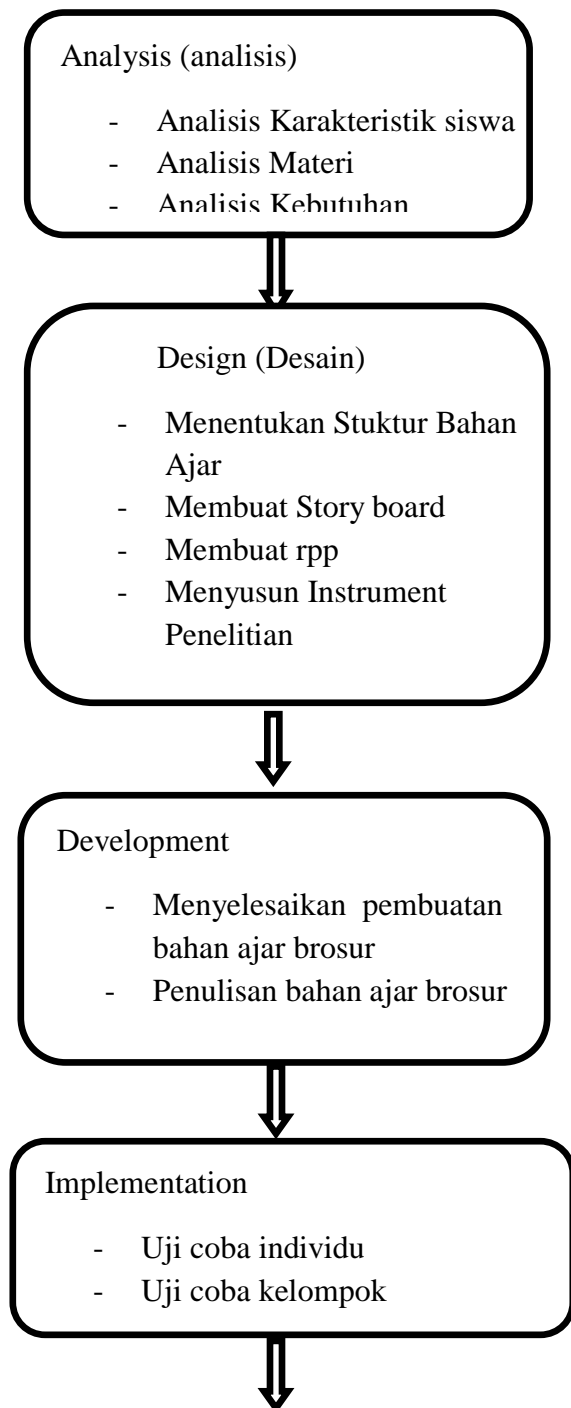 Analysis (analisis)
- Analisis Karakteristik siswa
- Analisis Materi
- Analisis Kebutuhan
Design (Desain)
- Menentukan Stuktur Bahan
Ajar
- Membuat Story board
- Membuat rpp
- Menyusun Instrument
Penelitian
Development
- Menyelesaikan pembuatan
bahan ajar brosur
- Penulisan bahan ajar brosur
Implementation
- Uji coba individu
- Uji coba kelompok